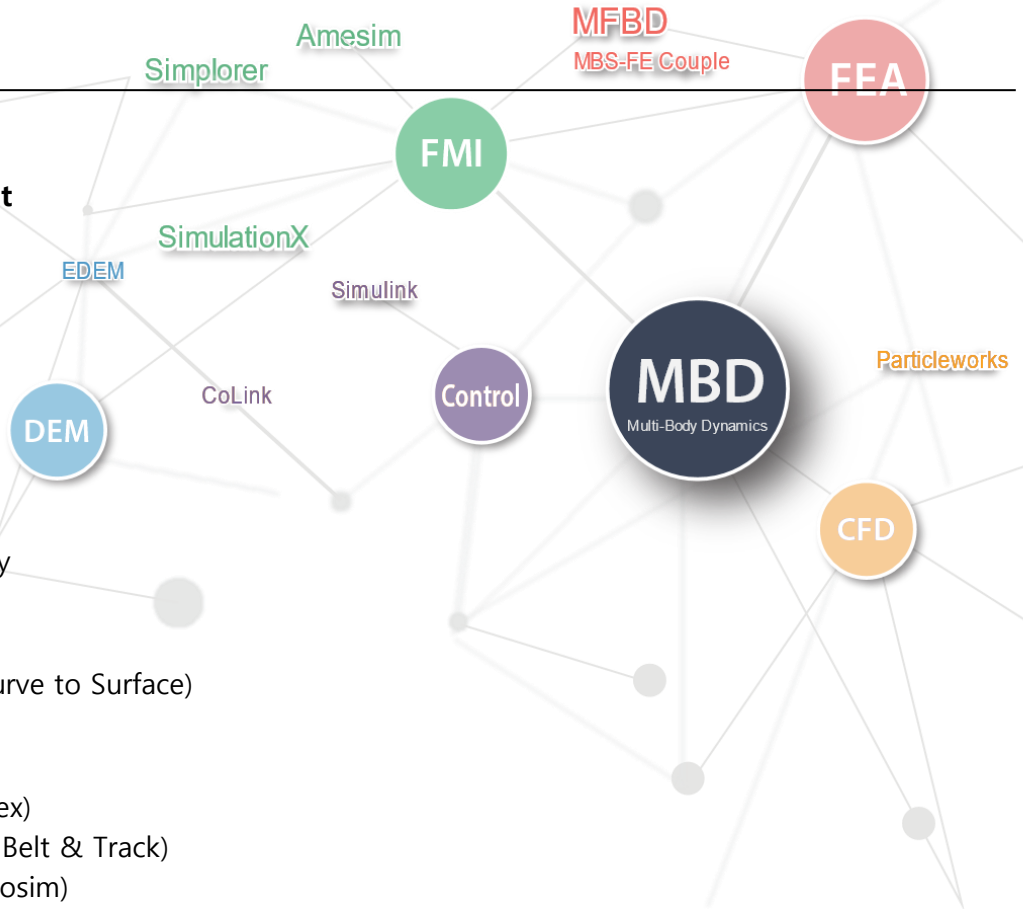 Amesim
MFBD
MBS-FE Couple
Simplorer
FEA
FMI
t
SimulationX
EDEM
Simulink
Particleworks
MBD
Multi-Body Dynamics
CoLink
Control
DEM
CFD
y
urve to Surface)
ex)
Belt & Track)
osim)